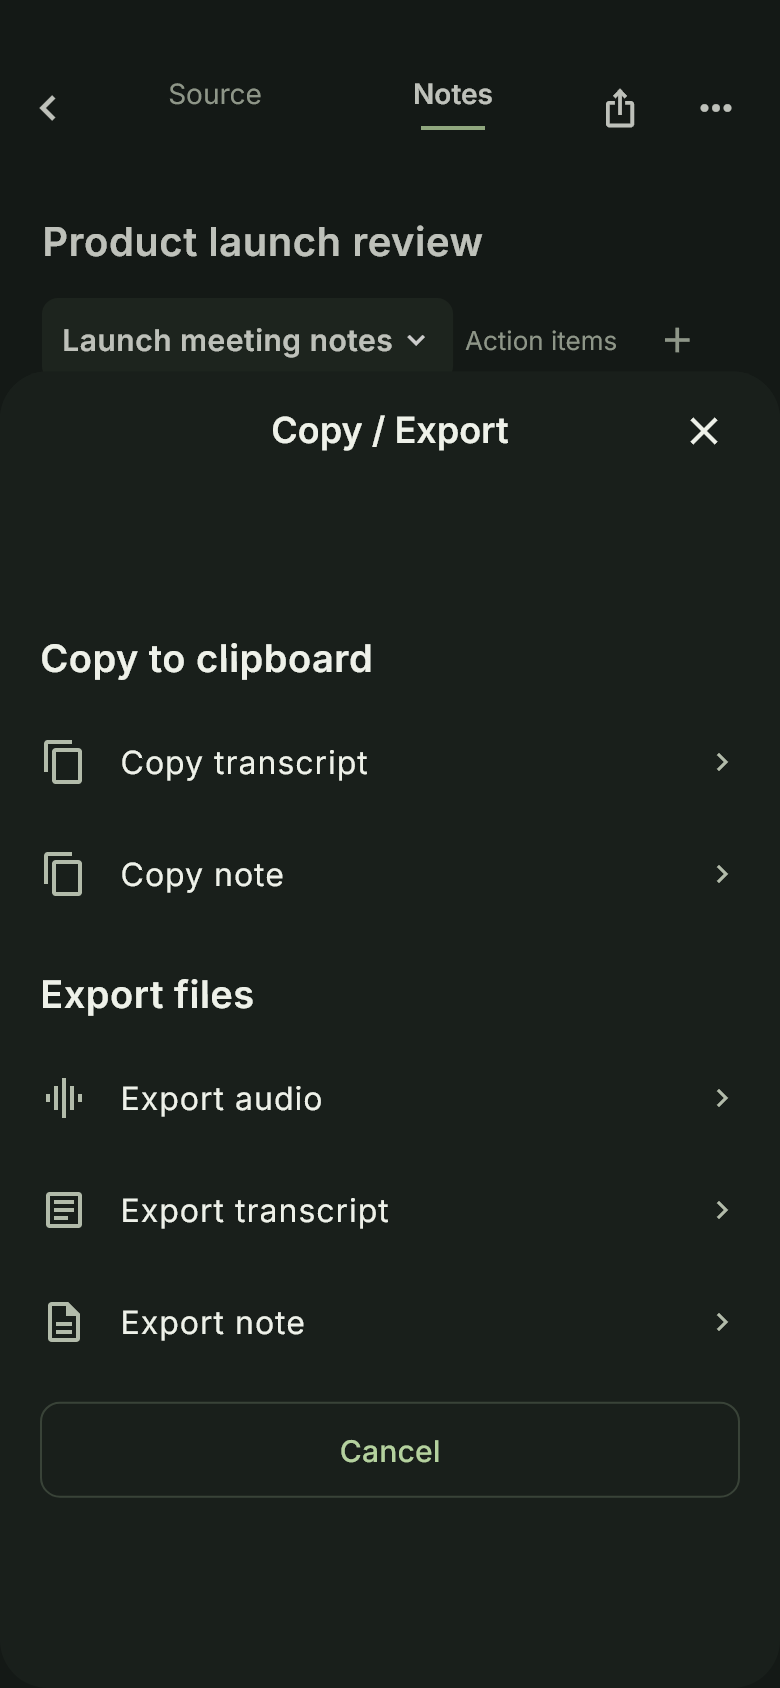 Source
Notes
Product launch review
Launch meeting notes
Action items
Copy / Export
Copy to clipboard
Copy transcript
Copy note
Export files
Export audio
Export transcript
Export note
Cancel